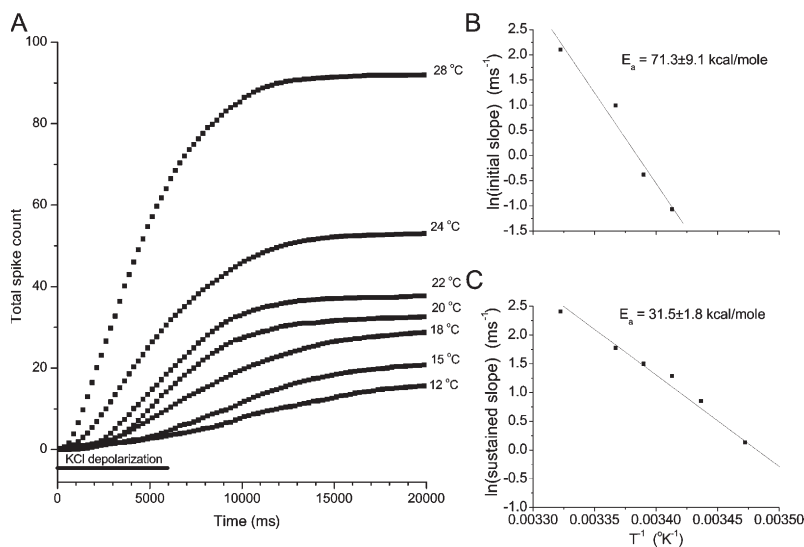 A
100
80
60
40
20
0
Total spike count
28 °C
24 °C
22 °C
20 °C
18 °C
15 °C
12 °C
KCl depolarization
0
5000
10000
15000
20000
Time (ms)
B
2.5
2.0
1.5
1.0
0.5
0.0
-0.5
-1.0
-1.5
ln(initial slope) (ms⁻¹)
Eₐ = 71.3±9.1 kcal/mole
C
2.5
2.0
1.5
1.0
0.5
0.0
-0.5
-1.0
ln(sustained slope) (ms⁻¹)
Eₐ = 31.5±1.8 kcal/mole
0.00330 0.00335 0.00340 0.00345 0.00350
T⁻¹ (°K⁻¹)